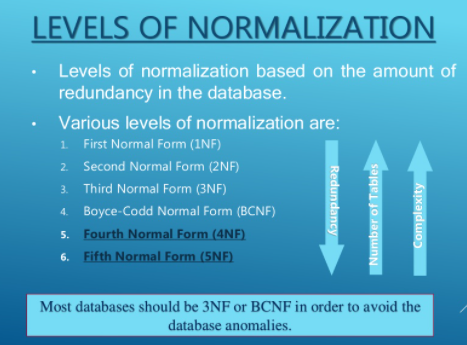 LEVELS OF NORMALIZATION
• Levels of normalization based on the amount of
redundancy in the database.
• Various levels of normalization are:
1. First Normal Form (1NF)
2. Second Normal Form (2NF)
3. Third Normal Form (3NF)
4. Boyce-Codd Normal Form (BCNF)
5. Fourth Normal Form (4NF)
6. Fifth Normal Form (5NF)
Redundancy
Number of Tables
Complexity
Most databases should be 3NF or BCNF in order to avoid the
database anomalies.